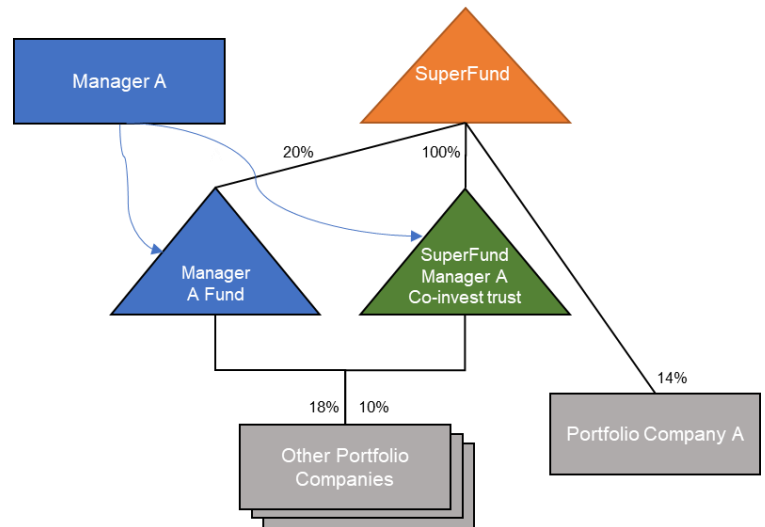 Manager A
SuperFund
20%
100%
Manager
A Fund
SuperFund
Manager A
Co-invest trust
14%
18%
10%
Other Portfolio
Companies
Portfolio Company A